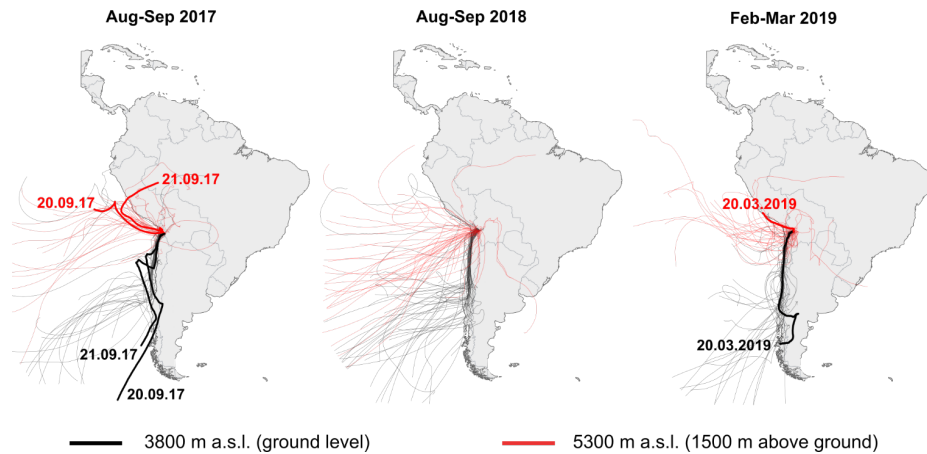 Aug-Sep 2017
Aug-Sep 2018
Feb-Mar 2019
21.09.17
20.09.17
20.03.2019
21.09.17
20.03.2019
20.09.17
3800 m a.s.l. (ground level)
5300 m a.s.l. (1500 m above ground)